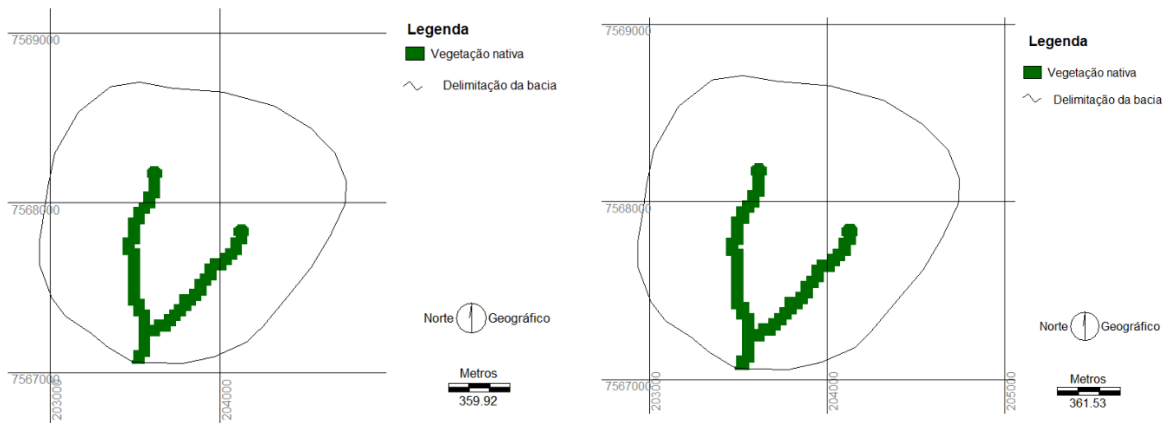 7569000
Legenda
Vegetação nativa
Delimitação da bacia
7568000
Norte Geográfico
Metros
359.92
7567000
203000
204000
7569000
Legenda
Vegetação nativa
Delimitação da bacia
7568000
Norte Geográfico
Metros
361.53
7567000
203000
204000
205000